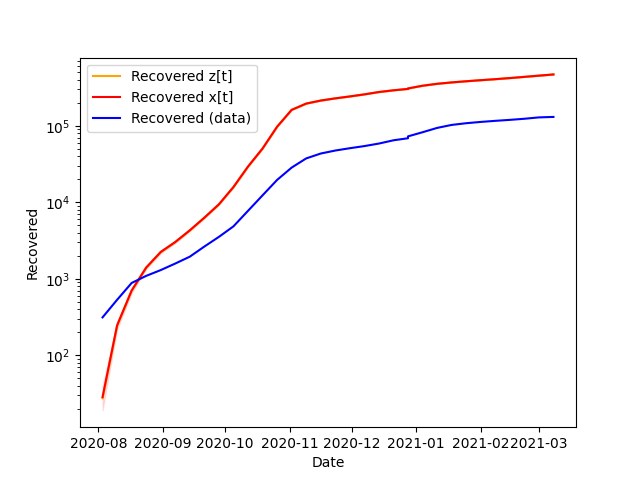 Recovered z[t]
Recovered x[t]
Recovered (data)
10^5
10^4
10^3
10^2
Recovered
2020-08 2020-09 2020-10 2020-11 2020-12 2021-01 2021-02 2021-03
Date